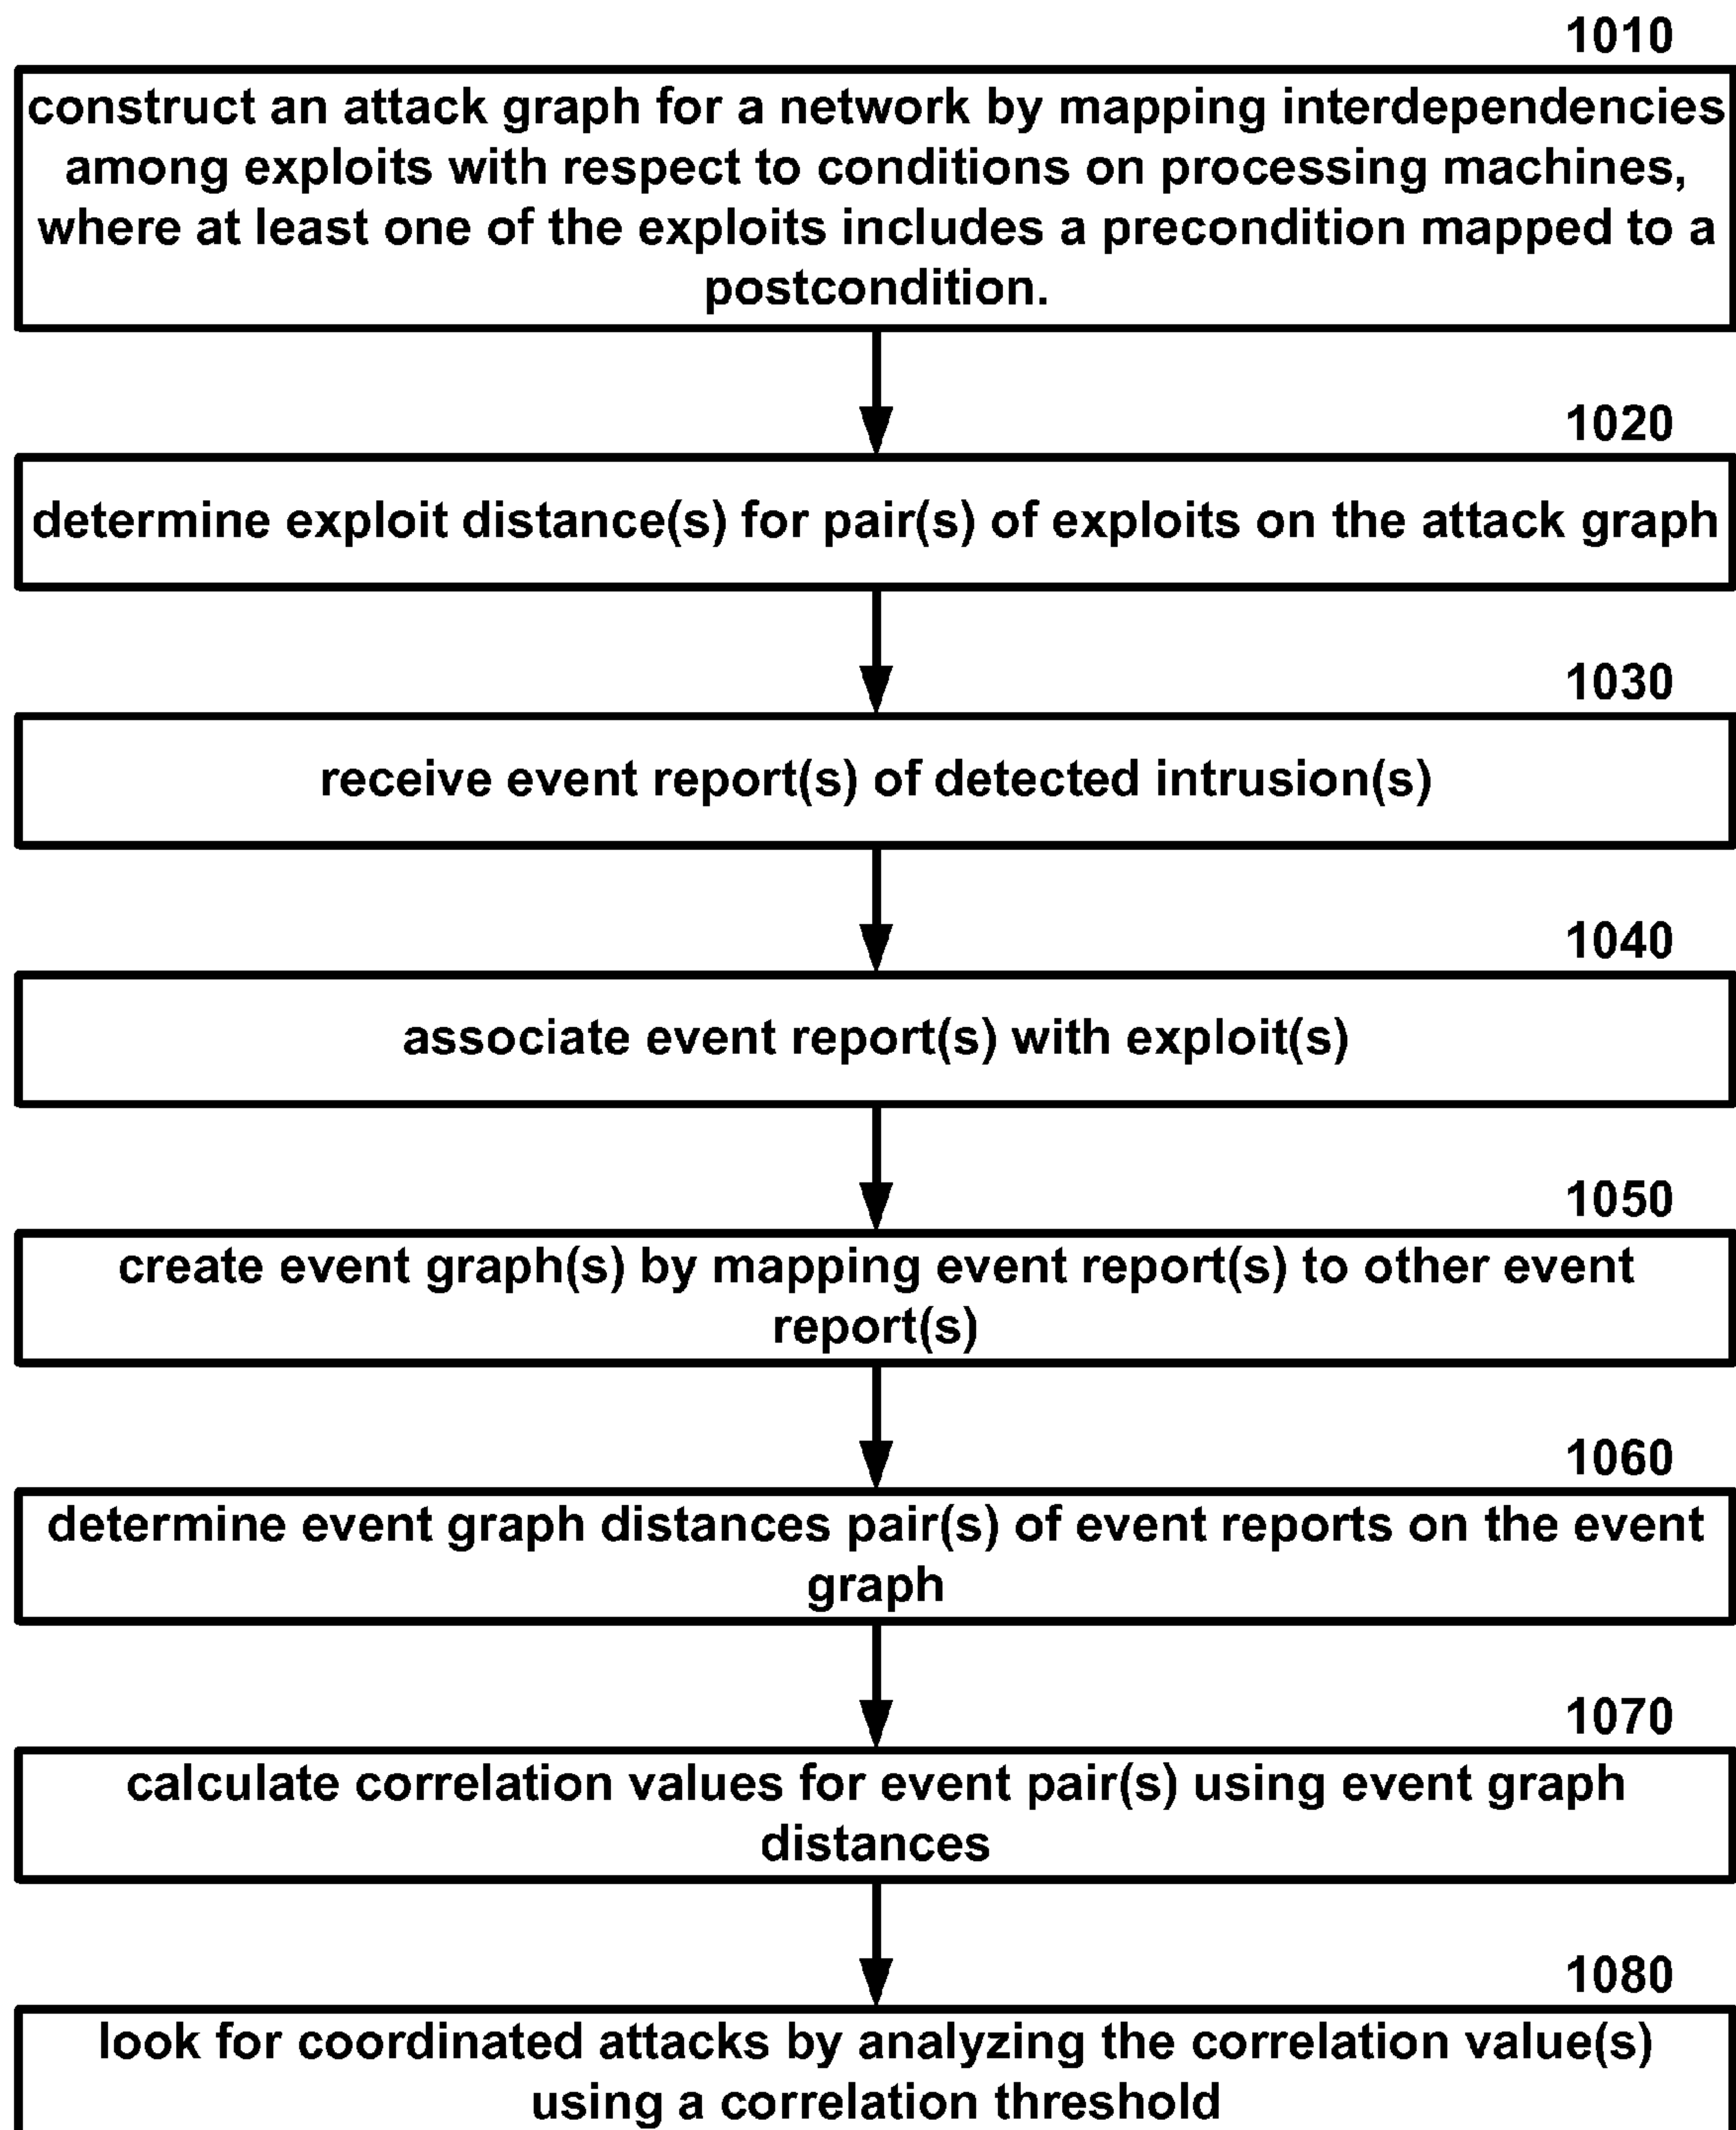 1010
construct an attack graph for a network by mapping interdependencies
among exploits with respect to conditions on processing machines,
where at least one of the exploits includes a precondition mapped to a
postcondition.
1020
determine exploit distance(s) for pair(s) of exploits on the attack graph
1030
receive event report(s) of detected intrusion(s)
1040
associate event report(s) with exploit(s)
1050
create event graph(s) by mapping event report(s) to other event
report(s)
1060
determine event graph distances pair(s) of event reports on the event
graph
1070
calculate correlation values for event pair(s) using event graph
distances
1080
look for coordinated attacks by analyzing the correlation value(s)
using a correlation threshold